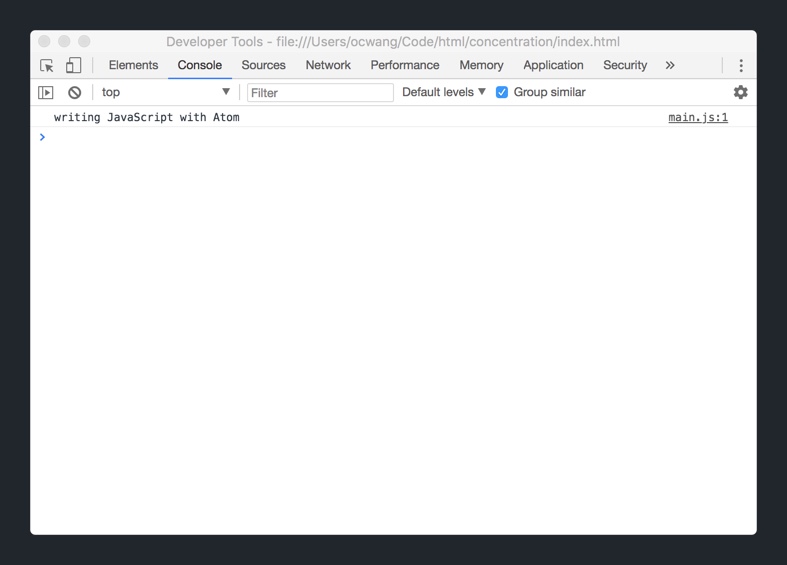 Developer Tools - file:///Users/ocwang/Code/html/concentration/index.html
Elements Console Sources Network Performance Memory Application Security »
top ▼ Filter Default levels ▼ Group similar
writing JavaScript with Atom main.js:1
>